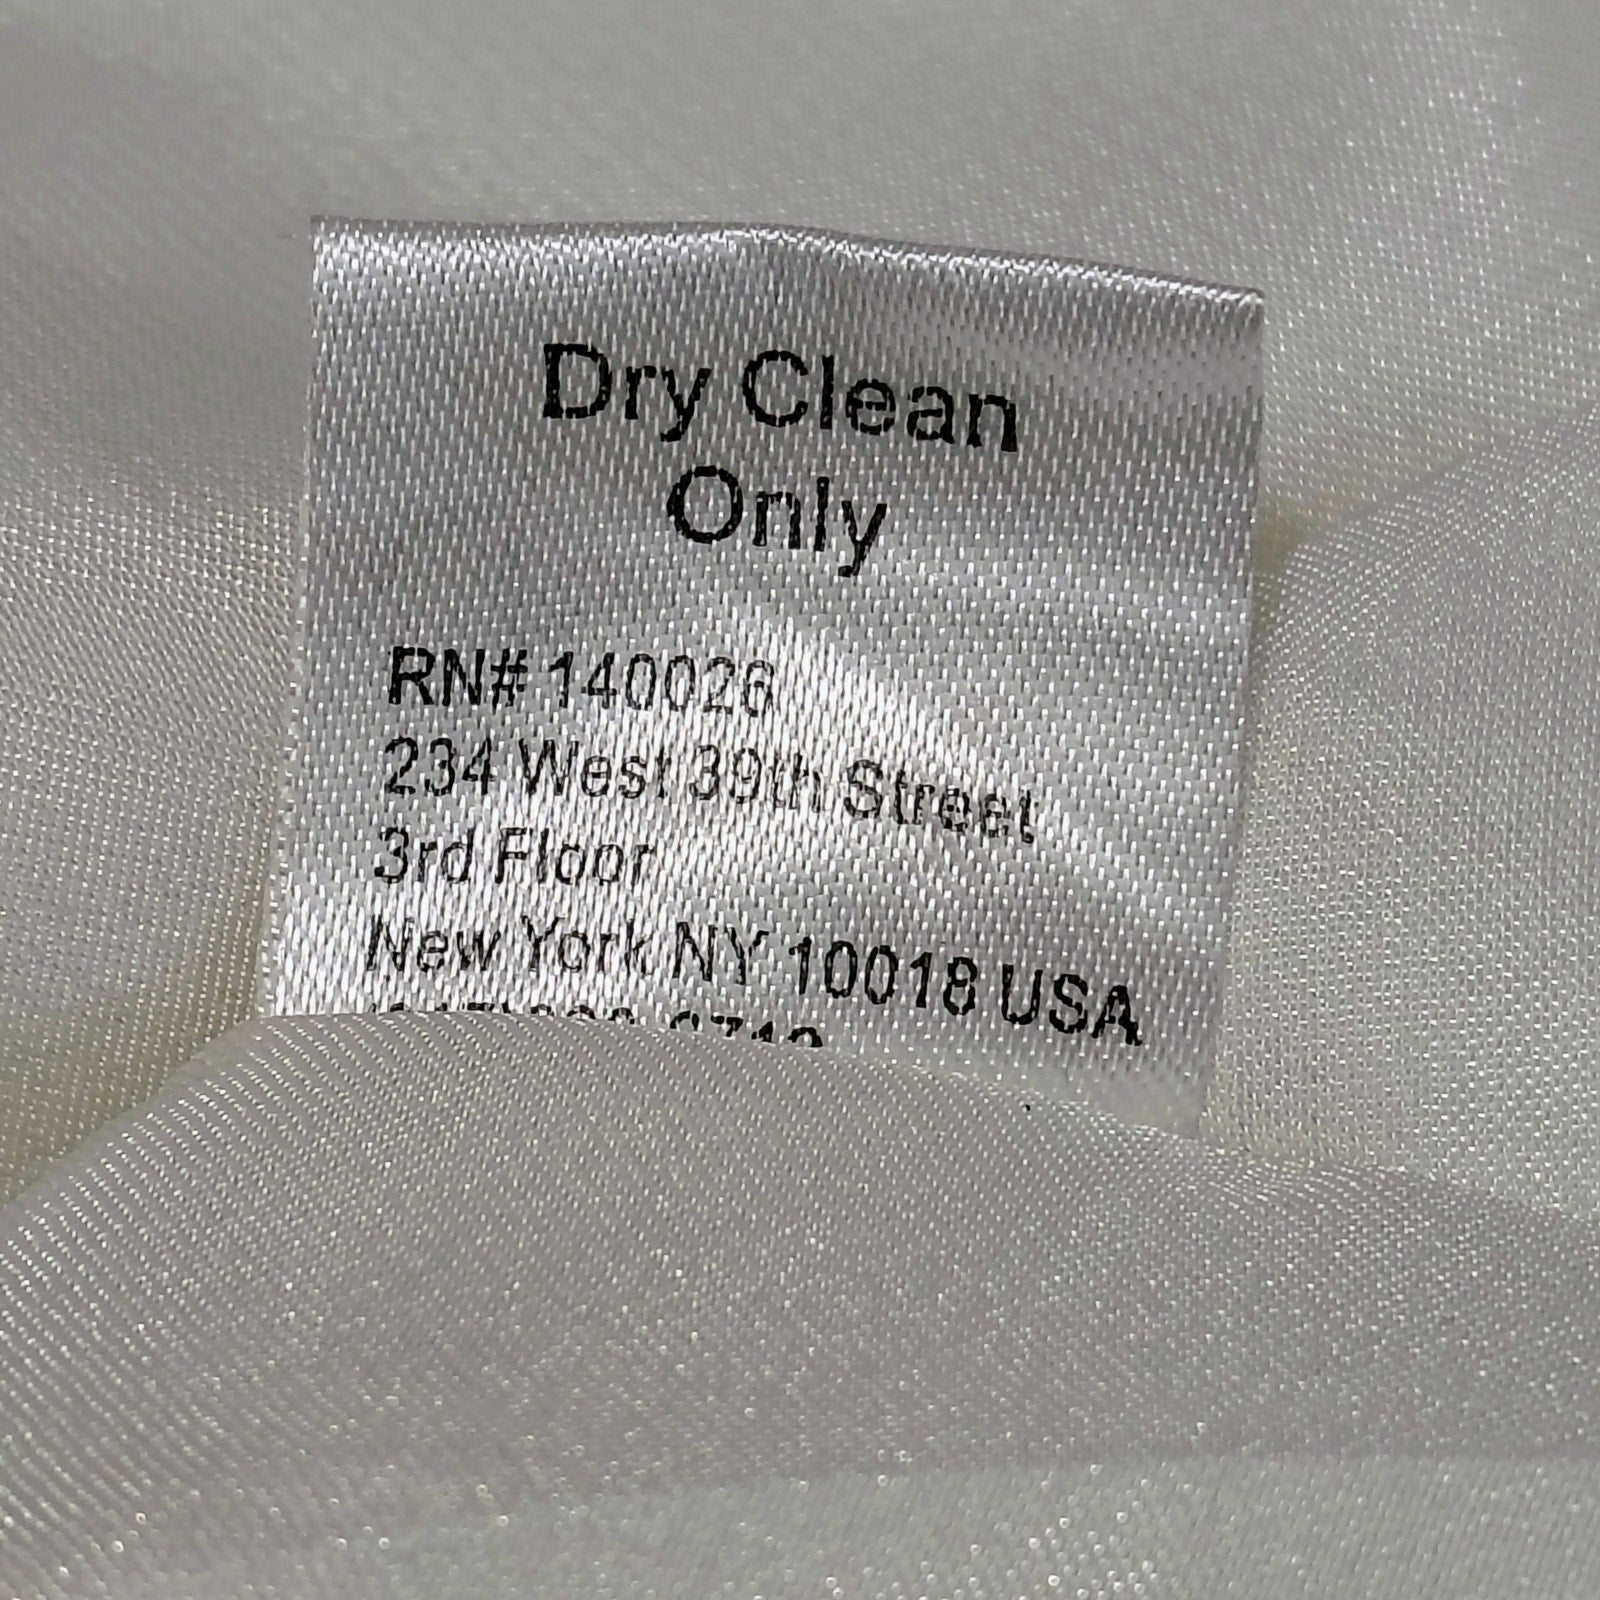 Dry Clean
Only
RN# 140026
234 West 39th Street
3rd Floor
New York NY 10018 USA